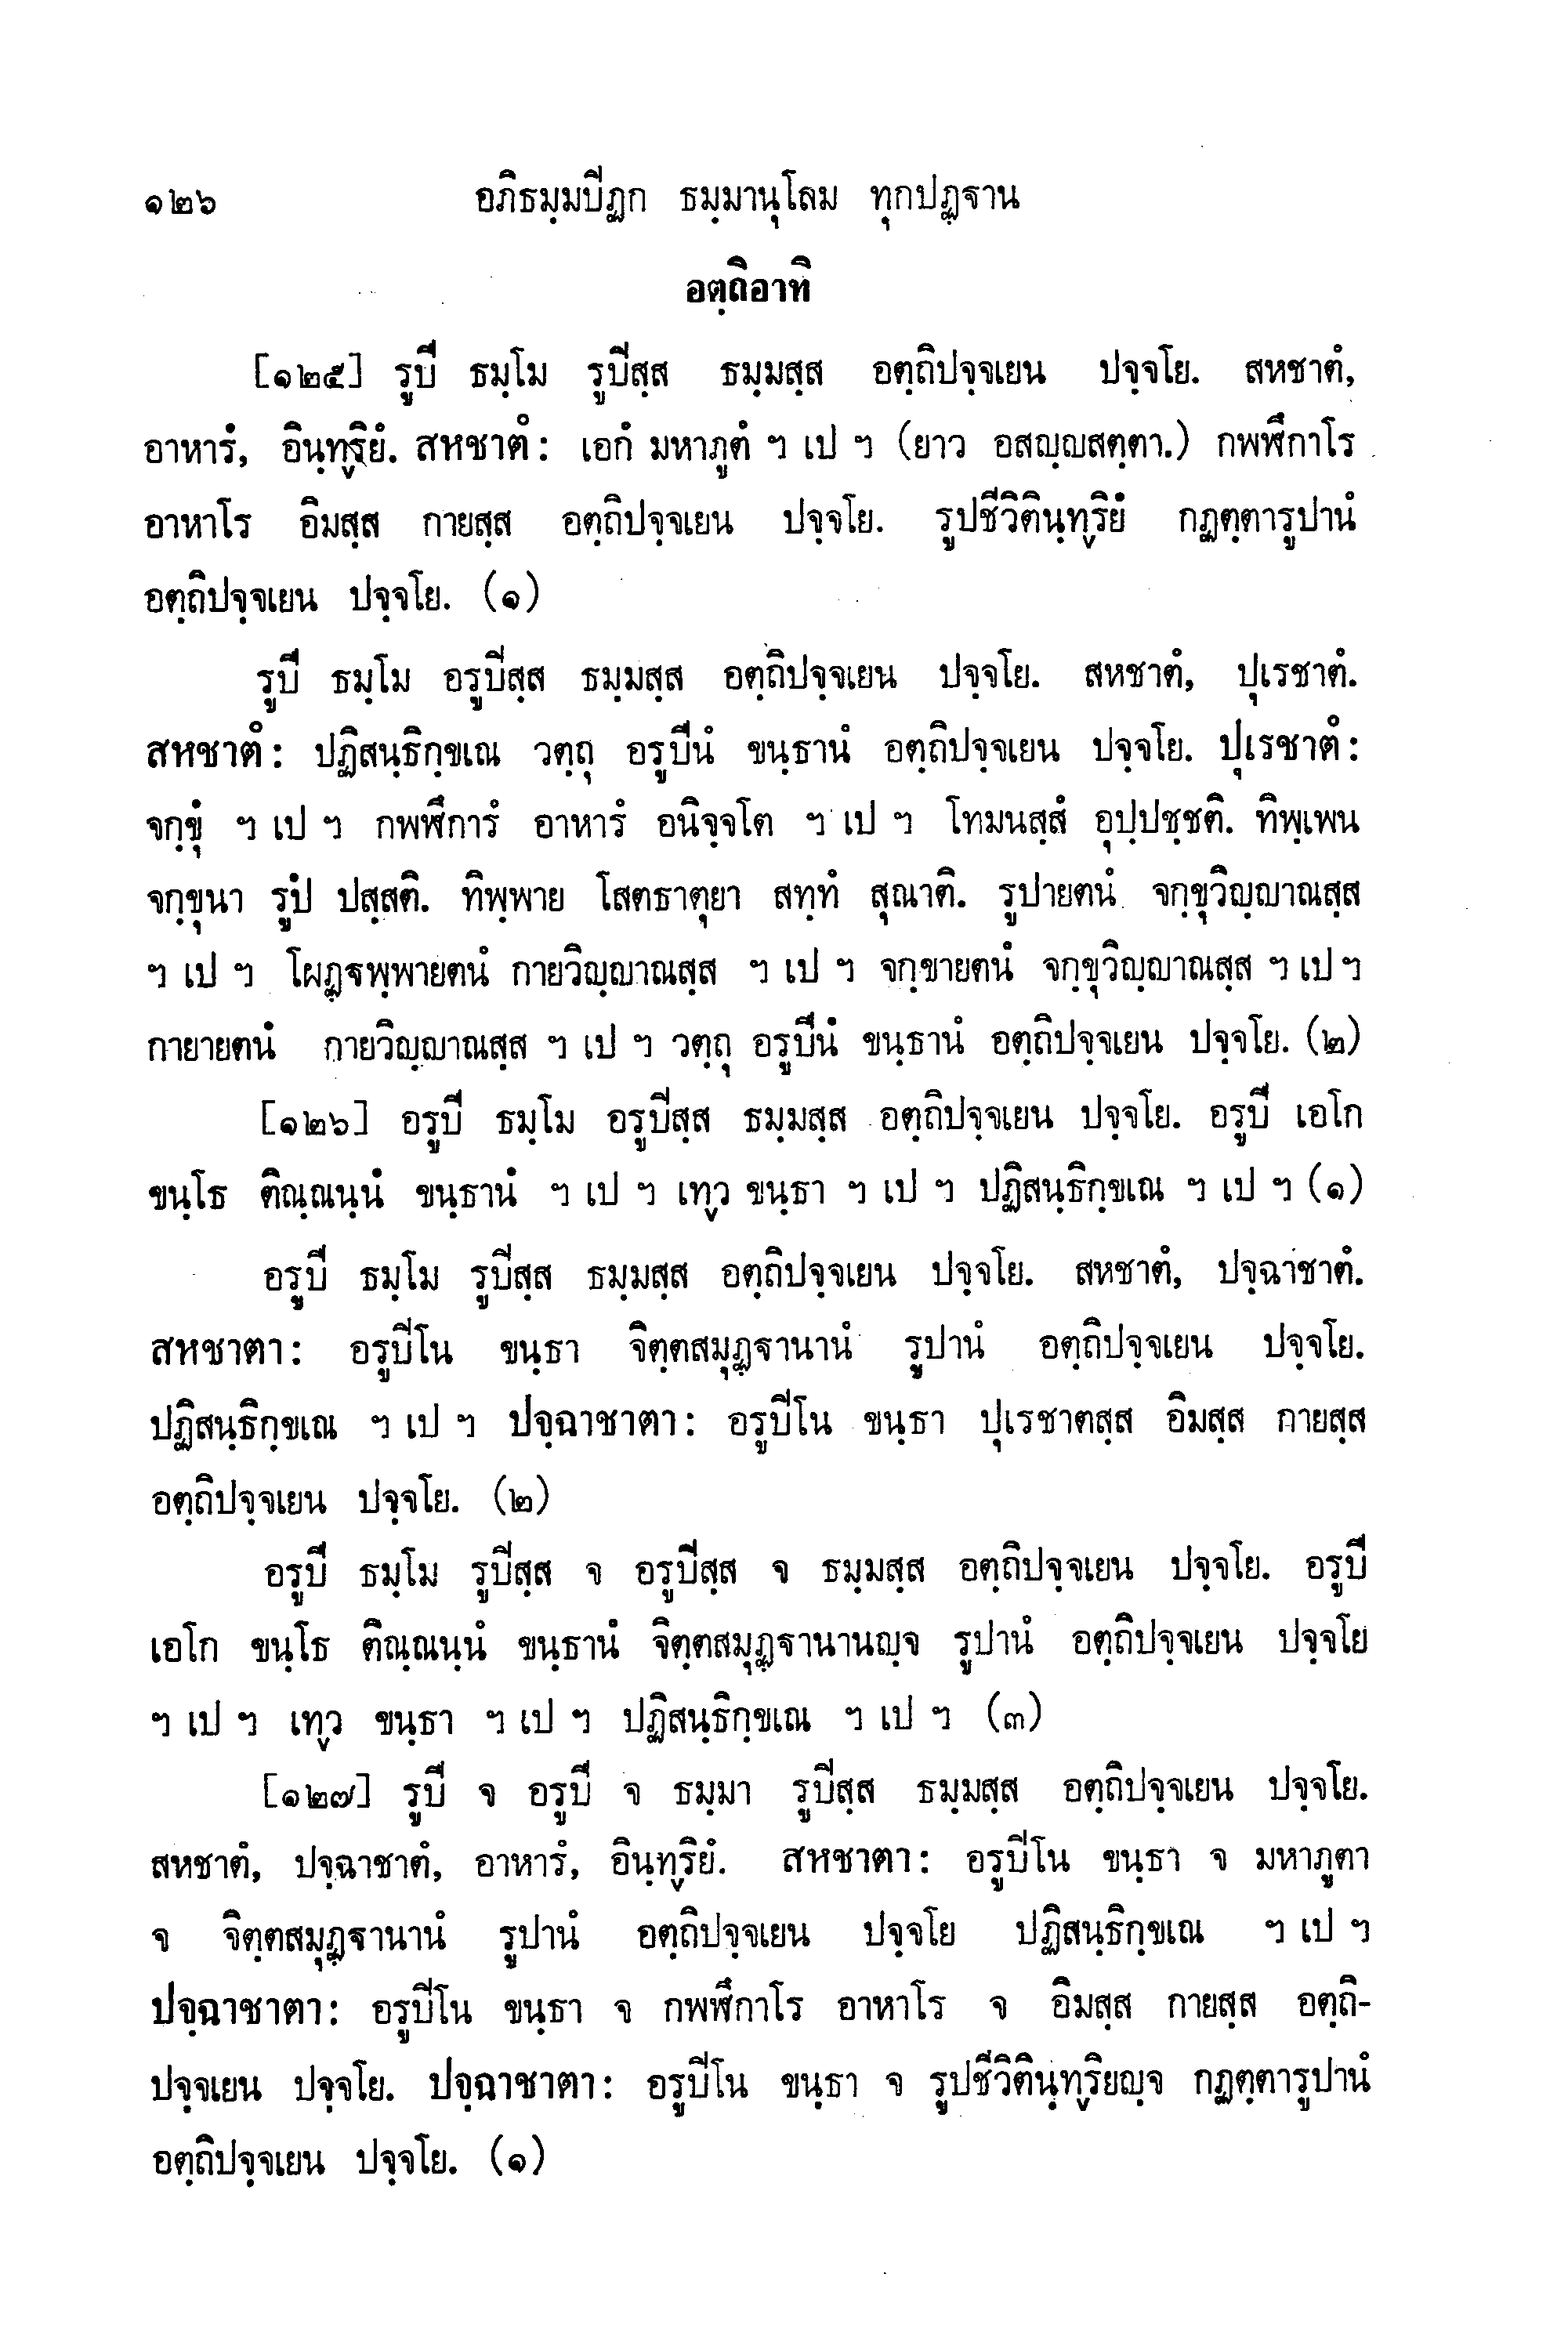 ๑๒๖ อภิธมฺมปีฏก ธมฺมานุโลม ทุกปฏฺฐาน
อตฺถิอาทิ
[๑๒๕] รูปี ธมฺโม รูปีสฺส ธมฺมสฺส อตฺถิปจฺจเยน ปจฺจโย. สหชาตํ,
อาหารํ, อินฺทฺริยํ. สหชาตํ: เอกํ มหาภูตํ ฯ เป ฯ (ยาว อสญฺญสตฺตา.) กพฬีกาโร
อาหาโร อิมสฺส กายสฺส อตฺถิปจฺจเยน ปจฺจโย. รูปชีวิตินฺทฺริยํ กฏตฺตารูปานํ
อตฺถิปจฺจเยน ปจฺจโย. (๑)
รูปี ธมฺโม อรูปีสฺส ธมฺมสฺส อตฺถิปจฺจเยน ปจฺจโย. สหชาตํ, ปุเรชาตํ.
สหชาตํ: ปฏิสนฺธิกฺขเณ วตฺถุ อรูปีนํ ขนฺธานํ อตฺถิปจฺจเยน ปจฺจโย. ปุเรชาตํ:
จกฺขุํ ฯ เป ฯ กพฬีการํ อาหารํ อนิจฺจโต ฯ เป ฯ โทมนสฺสํ อุปฺปชฺชติ. ทิพฺเพน
จกฺขุนา รูปํ ปสฺสติ. ทิพฺพาย โสตธาตุยา สทฺทํ สุณาติ. รูปายตนํ จกฺขุวิญฺญาณสฺส
ฯ เป ฯ โผฏฺฐพฺพายตนํ กายวิญฺญาณสฺส ฯ เป ฯ จกฺขายตนํ จกฺขุวิญฺญาณสฺส ฯ เป ฯ
กายายตนํ กายวิญฺญาณสฺส ฯ เป ฯ วตฺถุ อรูปีนํ ขนฺธานํ อตฺถิปจฺจเยน ปจฺจโย. (๒)
[๑๒๖] อรูปี ธมฺโม อรูปีสฺส ธมฺมสฺส อตฺถิปจฺจเยน ปจฺจโย. อรูปี เอโก
ขนฺโธ ติณฺณนฺนํ ขนฺธานํ ฯ เป ฯ เทฺว ขนฺธา ฯ เป ฯ ปฏิสนฺธิกฺขเณ ฯ เป ฯ (๑)
อรูปี ธมฺโม รูปีสฺส ธมฺมสฺส อตฺถิปจฺจเยน ปจฺจโย. สหชาตํ, ปจฺฉาชาตํ.
สหชาตา: อรูปีโน ขนฺธา จิตฺตสมุฏฺฐานานํ รูปานํ อตฺถิปจฺจเยน ปจฺจโย.
ปฏิสนฺธิกฺขเณ ฯ เป ฯ ปจฺฉาชาตา: อรูปีโน ขนฺธา ปุเรชาตสฺส อิมสฺส กายสฺส
อตฺถิปจฺจเยน ปจฺจโย. (๒)
อรูปี ธมฺโม รูปีสฺส จ อรูปีสฺส จ ธมฺมสฺส อตฺถิปจฺจเยน ปจฺจโย. อรูปี
เอโก ขนฺโธ ติณฺณนฺนํ ขนฺธานํ จิตฺตสมุฏฺฐานานญฺจ รูปานํ อตฺถิปจฺจเยน ปจฺจโย
ฯ เป ฯ เทฺว ขนฺธา ฯ เป ฯ ปฏิสนฺธิกฺขเณ ฯ เป ฯ (๓)
[๑๒๗] รูปี จ อรูปี จ ธมฺมา รูปีสฺส ธมฺมสฺส อตฺถิปจฺจเยน ปจฺจโย.
สหชาตํ, ปจฺฉาชาตํ, อาหารํ, อินฺทฺริยํ. สหชาตา: อรูปีโน ขนฺธา จ มหาภูตา
จ จิตฺตสมุฏฺฐานานํ รูปานํ อตฺถิปจฺจเยน ปจฺจโย ปฏิสนฺธิกฺขเณ ฯ เป ฯ
ปจฺฉาชาตา: อรูปีโน ขนฺธา จ กพฬีกาโร อาหาโร จ อิมสฺส กายสฺส อตฺถิ-
ปจฺจเยน ปจฺจโย. ปจฺฉาชาตา: อรูปีโน ขนฺธา จ รูปชีวิตินฺทฺริยญฺจ กฏตฺตารูปานํ
อตฺถิปจฺจเยน ปจฺจโย. (๑)